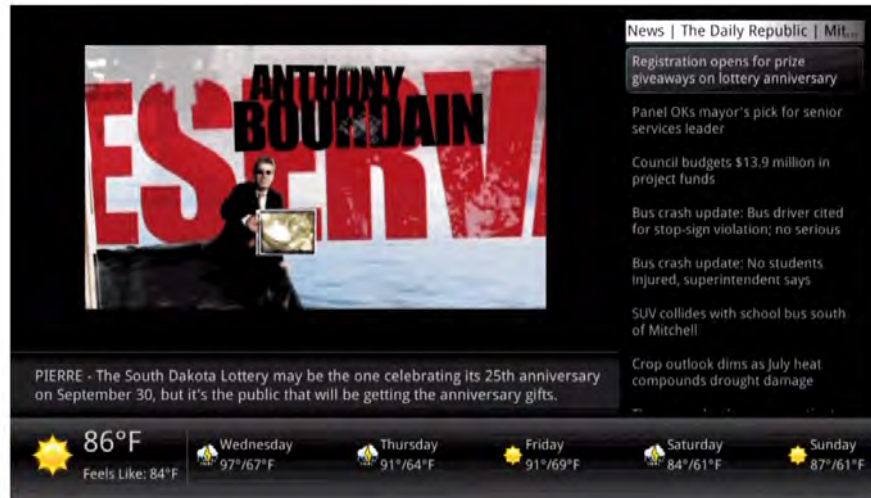 ANTHONY
BOURDAIN
ESERV
News | The Daily Republic | Mit...
Registration opens for prize
giveaways on lottery anniversary
Panel OKs mayor's pick for senior
services leader
Council budgets $13.9 million in
project funds
Bus crash update: Bus driver cited
for stop-sign violation; no serious
Bus crash update: No students
injured, superintendent says
SUV collides with school bus south
of Mitchell
Crop outlook dims as July heat
compounds drought damage
PIERRE - The South Dakota Lottery may be the one celebrating its 25th anniversary
on September 30, but it's the public that will be getting the anniversary gifts.
86°F
Feels Like: 84°F
Wednesday
97°/67°F
Thursday
91°/64°F
Friday
91°/69°F
Saturday
84°/61°F
Sunday
87°/61°F